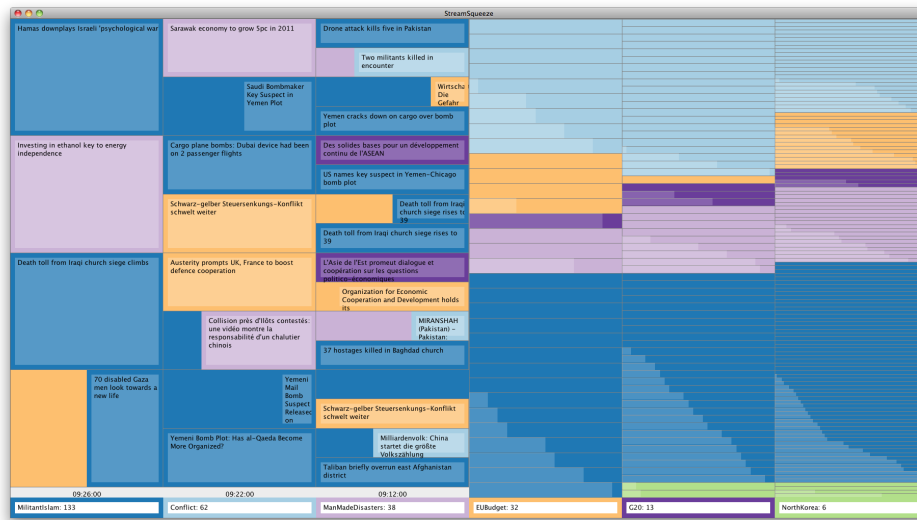 StreamSqueeze
Hamas downplays Israeli 'psychological war
Sarawak economy to grow 5pc in 2011
Drone attack kills five in Pakistan
Two militants killed in
encounter
Saudi Bombmaker
Key Suspect in
Yemen Plot
Wirtscha
Die
Gefahr
Yemen cracks down on cargo over bomb
plot
Investing in ethanol key to energy
independence
Cargo plane bombs: Dubai device had been
on 2 passenger flights
Des solides bases pour un développement
continu de l'ASEAN
US names key suspect in Yemen-Chicago
bomb plot
Schwarz-gelber Steuersenkungs-Konflikt
schwelt weiter
Death toll from Iraqi
church siege rises to
39
Death toll from Iraqi church siege rises to
39
Death toll from Iraqi church siege climbs
Austerity prompts UK, France to boost
defence cooperation
L'Asie de l'Est promeut dialogue et
coopération sur les questions
politico-économiques
Organization for Economic
Cooperation and Development holds
its
Collision près d'îlôts contestés:
une vidéo montre la
responsabilité d'un chalutier
chinois
MIRANSHAH
(Pakistan) –
Pakistan:
37 hostages killed in Baghdad church
70 disabled Gaza
men look towards a
new life
Yemeni
Mail
Bomb
Suspect
Released
on
Schwarz-gelber Steuersenkungs-Konflikt
schwelt weiter
Yemeni Bomb Plot: Has al-Qaeda Become
More Organized?
Milliardenvolk: China
startet die größte
Volkszählung
Taliban briefly overrun east Afghanistan
district
09:26:00
09:22:00
09:12:00
MilitantIslam: 133
Conflict: 62
ManMadeDisasters: 38
EUBudget: 32
G20: 13
NorthKorea: 6